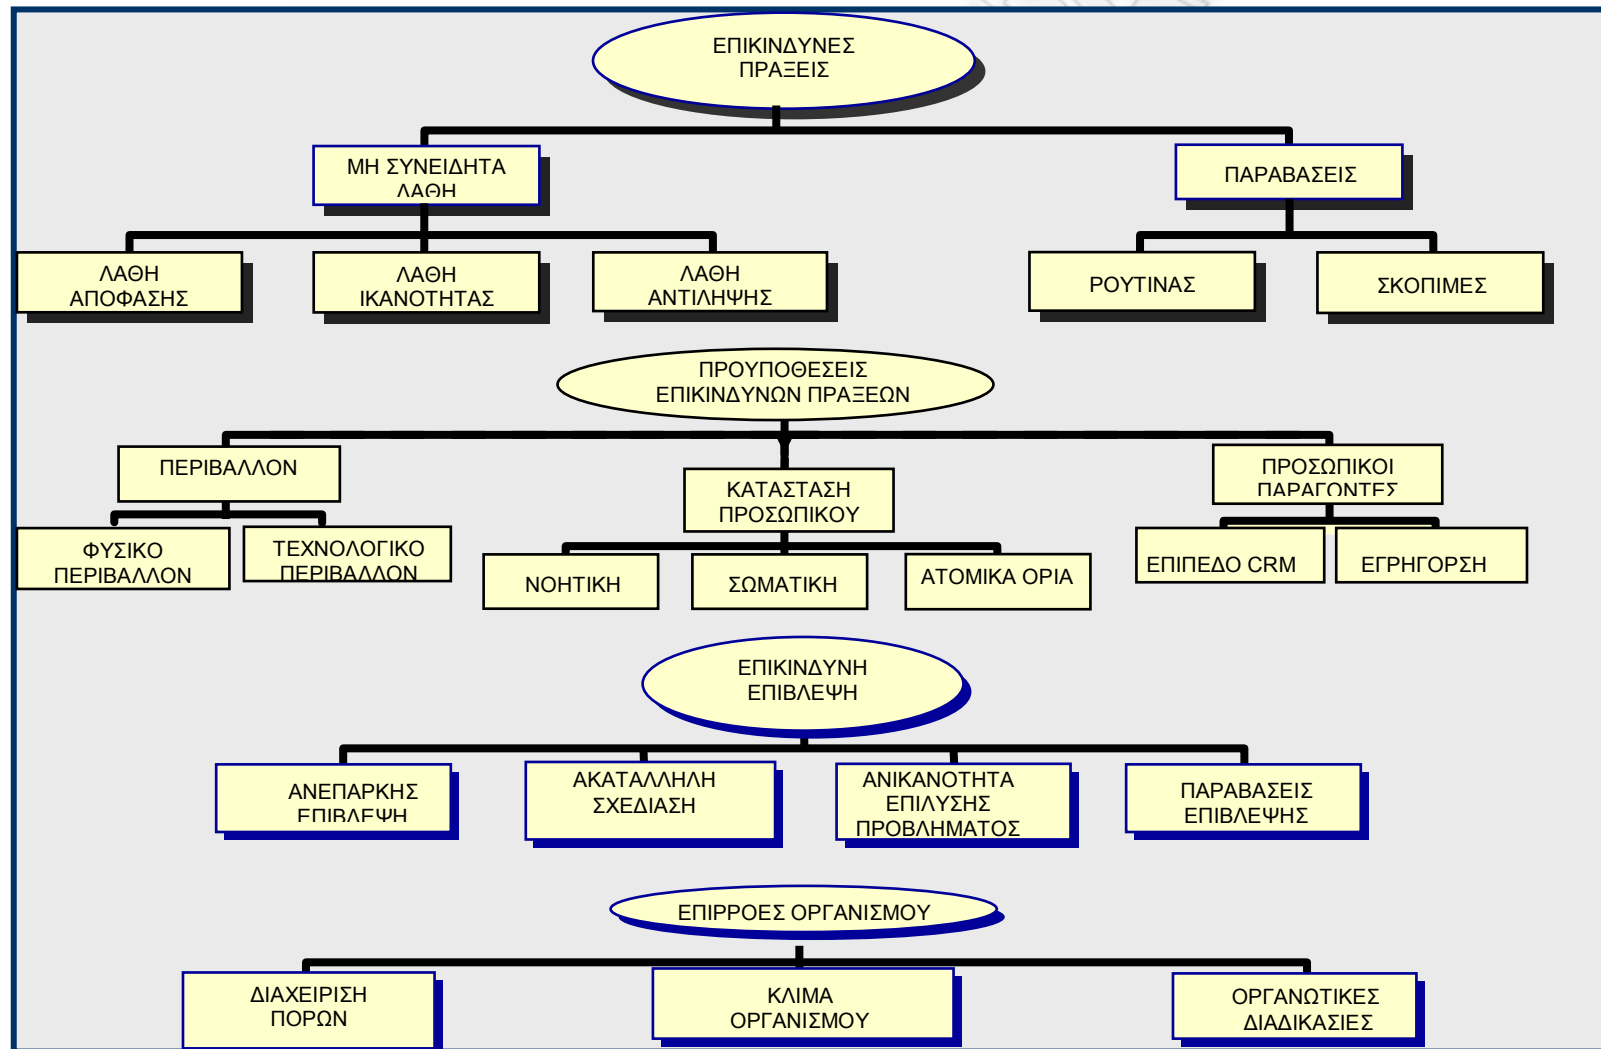 ΕΠΙΚΙΝΔΥΝΕΣ
ΠΡΑΞΕΙΣ
ΜΗ ΣΥΝΕΙΔΗΤΑ
ΛΑΘΗ
ΠΑΡΑΒΑΣΕΙΣ
ΛΑΘΗ
ΑΠΟΦΑΣΗΣ
ΛΑΘΗ
ΙΚΑΝΟΤΗΤΑΣ
ΛΑΘΗ
ΑΝΤΙΛΗΨΗΣ
ΡΟΥΤΙΝΑΣ
ΣΚΟΠΙΜΕΣ
ΠΡΟΥΠΟΘΕΣΕΙΣ
ΕΠΙΚΙΝΔΥΝΩΝ ΠΡΑΞΕΩΝ
ΠΕΡΙΒΑΛΛΟΝ
ΚΑΤΑΣΤΑΣΗ
ΠΡΟΣΩΠΙΚΟΥ
ΠΡΟΣΩΠΙΚΟΙ
ΠΑΡΑΓΟΝΤΕΣ
ΦΥΣΙΚΟ
ΠΕΡΙΒΑΛΛΟΝ
ΤΕΧΝΟΛΟΓΙΚΟ
ΠΕΡΙΒΑΛΛΟΝ
ΝΟΗΤΙΚΗ
ΣΩΜΑΤΙΚΗ
ΑΤΟΜΙΚΑ ΟΡΙΑ
ΕΠΙΠΕΔΟ CRM
ΕΓΡΗΓΟΡΣΗ
ΕΠΙΚΙΝΔΥΝΗ
ΕΠΙΒΛΕΨΗ
ΑΝΕΠΑΡΚΗΣ
ΕΠΙΒΛΕΨΗ
ΑΚΑΤΑΛΛΗΛΗ
ΣΧΕΔΙΑΣΗ
ΑΝΙΚΑΝΟΤΗΤΑ
ΕΠΙΛΥΣΗΣ
ΠΡΟΒΛΗΜΑΤΟΣ
ΠΑΡΑΒΑΣΕΙΣ
ΕΠΙΒΛΕΨΗΣ
ΕΠΙΡΡΟΕΣ ΟΡΓΑΝΙΣΜΟΥ
ΔΙΑΧΕΙΡΙΣΗ
ΠΟΡΩΝ
ΚΛΙΜΑ
ΟΡΓΑΝΙΣΜΟΥ
ΟΡΓΑΝΩΤΙΚΕΣ
ΔΙΑΔΙΚΑΣΙΕΣ